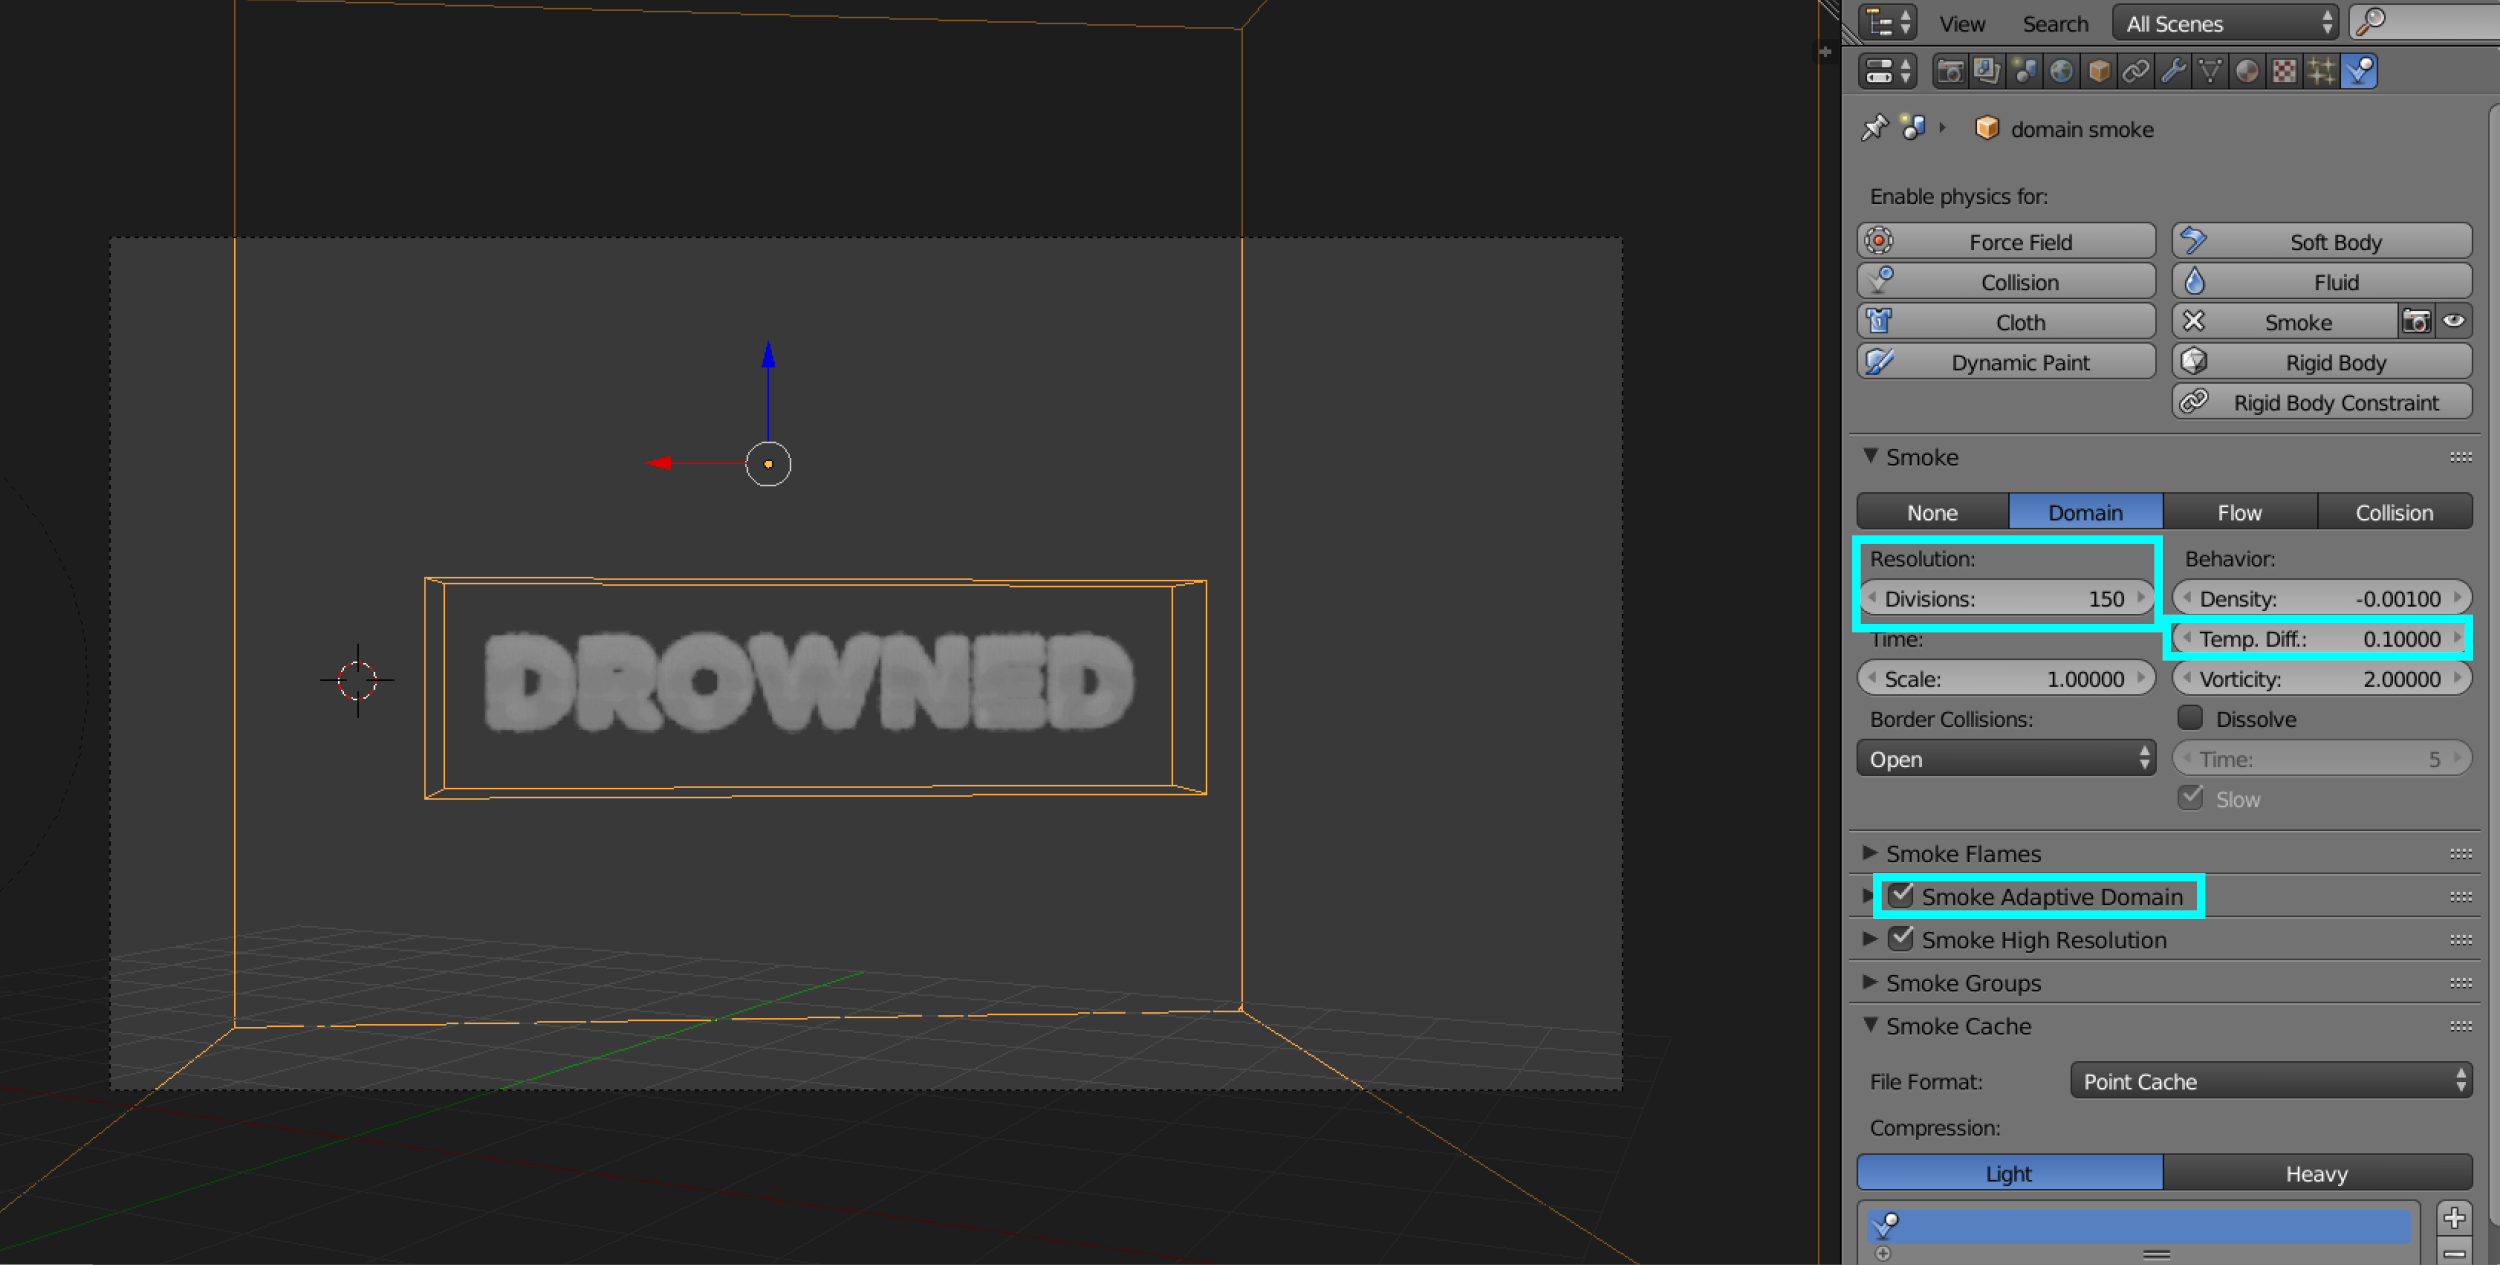 View Search All Scenes
domain smoke
Enable physics for:
Force Field Soft Body
Collision Fluid
Cloth Smoke
Dynamic Paint Rigid Body
Rigid Body Constraint
Smoke
None Domain Flow Collision
Resolution: Behavior:
Divisions: 150 Density: -0.00100
Time: Temp. Diff.: 0.10000
Scale: 1.00000 Vorticity: 2.00000
Border Collisions: Dissolve
Open Time: 5
Slow
Smoke Flames
Smoke Adaptive Domain
Smoke High Resolution
Smoke Groups
Smoke Cache
File Format: Point Cache
Compression:
Light Heavy
DROWNED